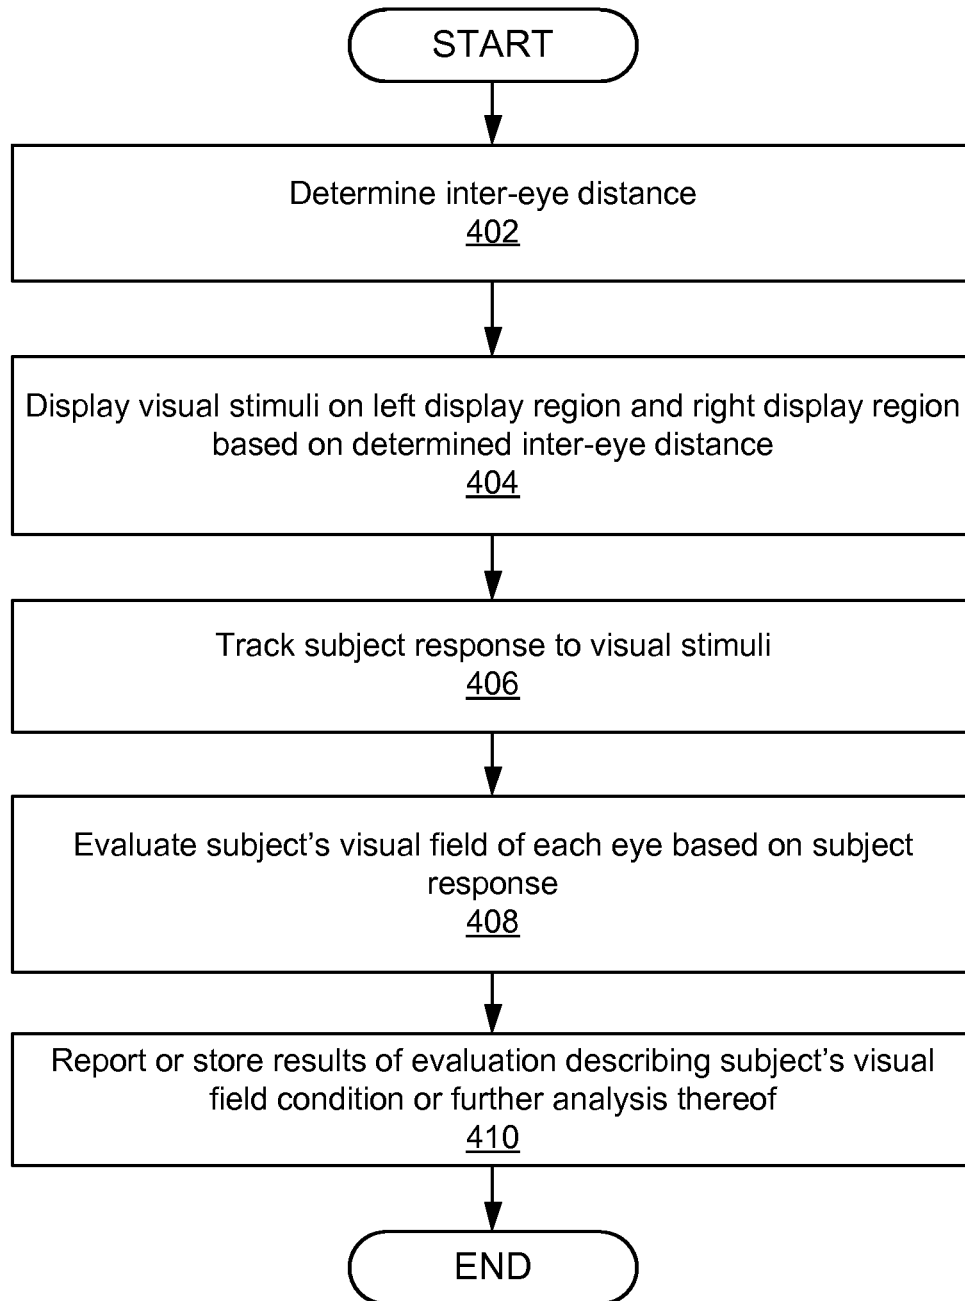 START
Determine inter-eye distance
402
Display visual stimuli on left display region and right display region
based on determined inter-eye distance
404
Track subject response to visual stimuli
406
Evaluate subject's visual field of each eye based on subject
response
408
Report or store results of evaluation describing subject's visual
field condition or further analysis thereof
410
END